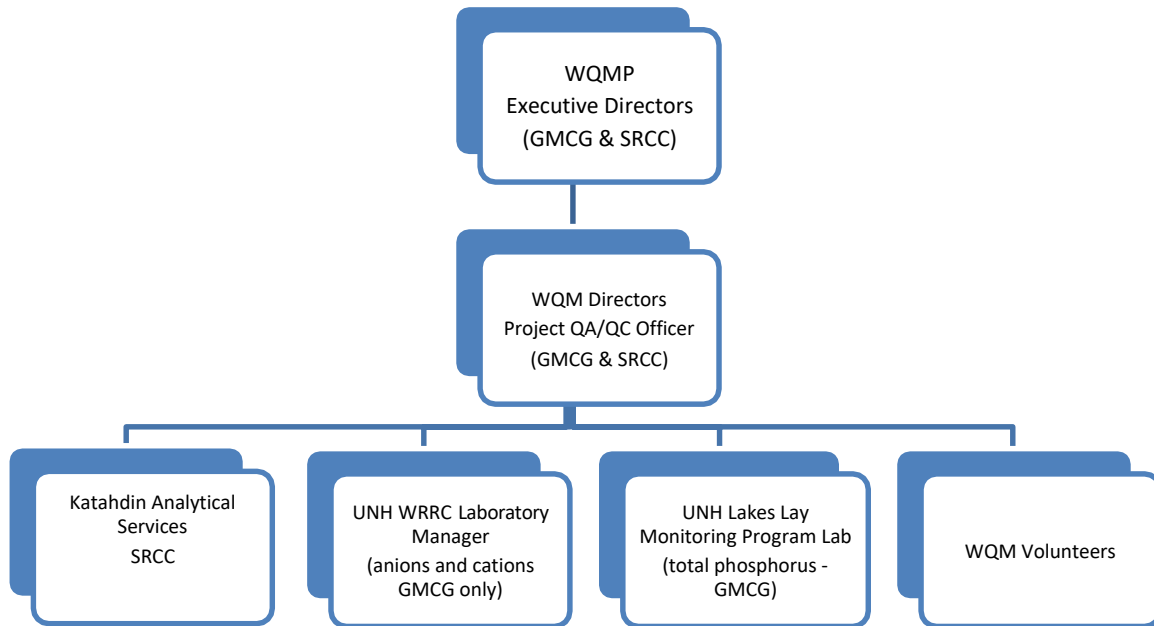 WQMP
Executive Directors
(GMCG & SRCC)
WQM Directors
Project QA/QC Officer
(GMCG & SRCC)
Katahdin Analytical
Services
SRCC
UNH WRRC Laboratory
Manager
(anions and cations
GMCG only)
UNH Lakes Lay
Monitoring Program Lab
(total phosphorus -
GMCG)
WQM Volunteers